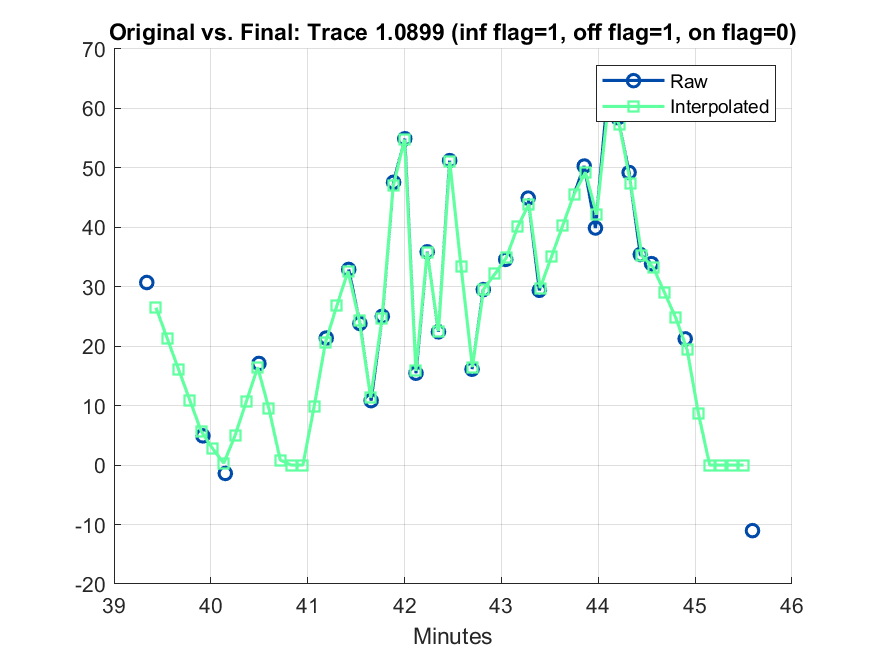 Original vs. Final: Trace 1.0899 (inf flag=1, off flag=1, on flag=0)
70
60
50
40
30
20
10
0
-10
-20
Raw
Interpolated
39 40 41 42 43 44 45 46
Minutes